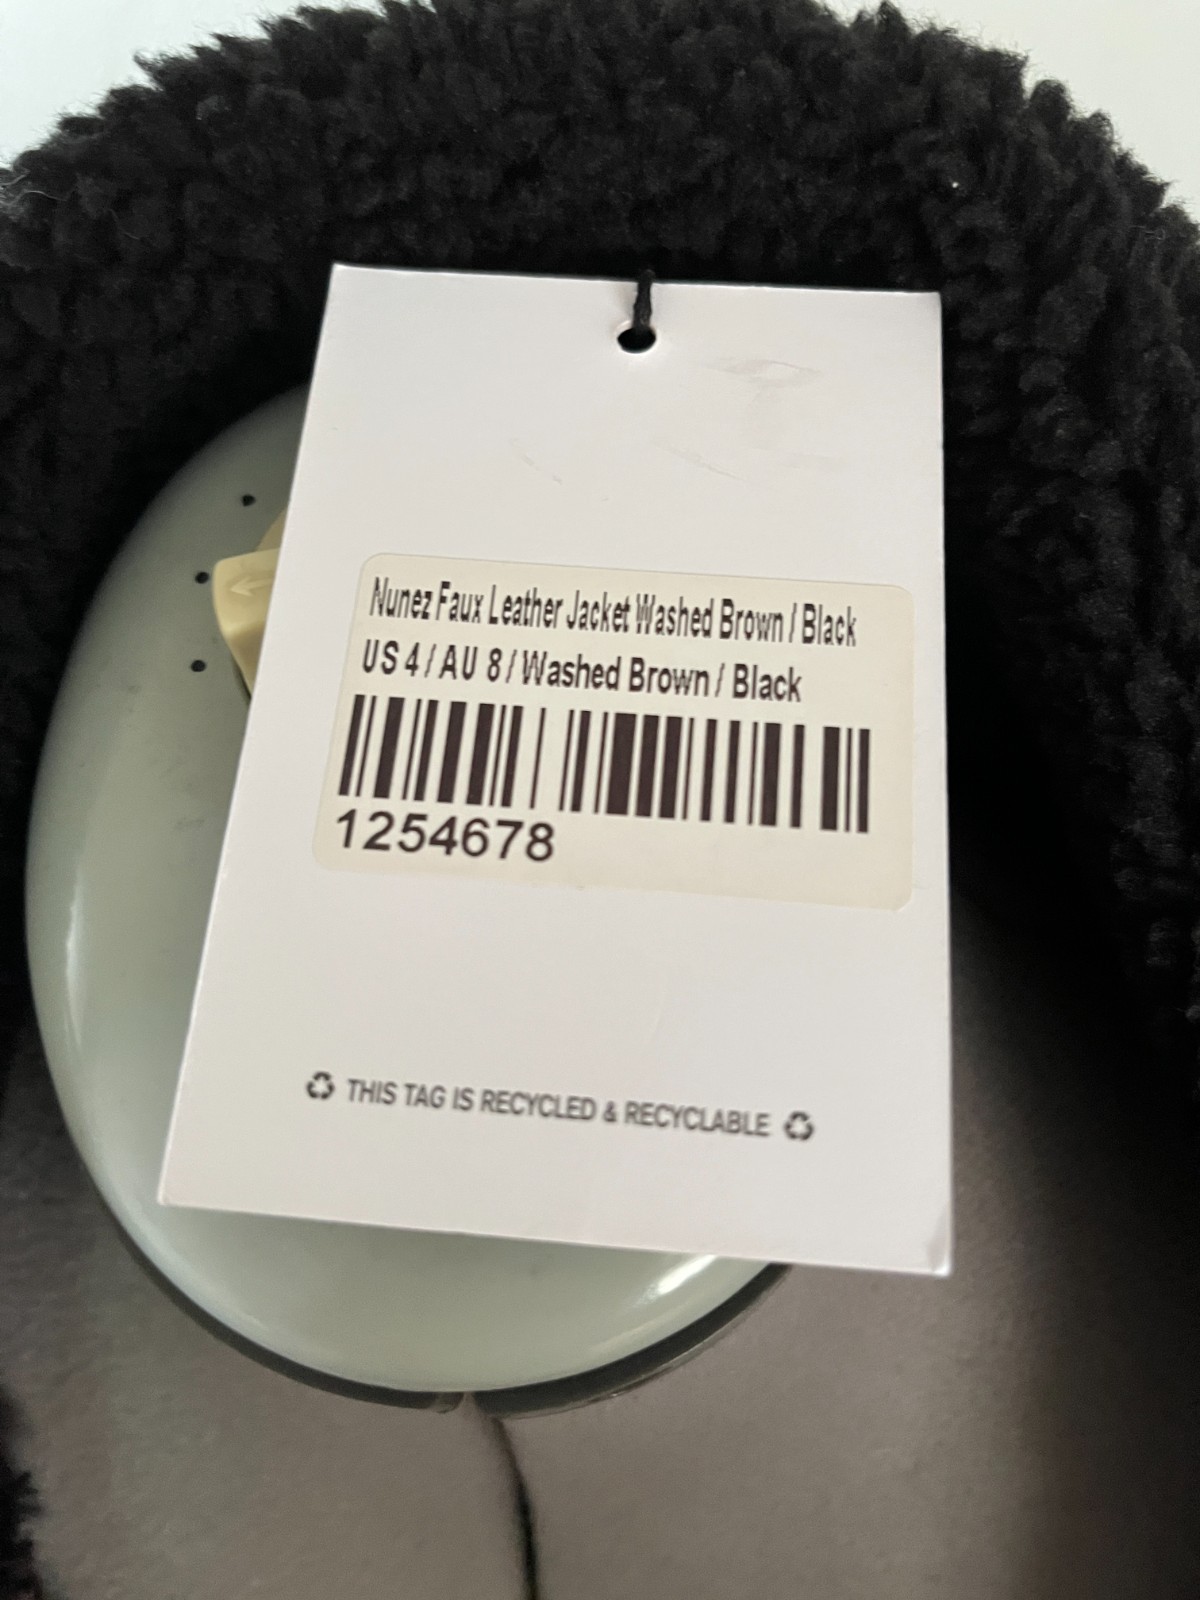 Nunez Faux Leather Jacket Washed Brown / Black
US 4 / AU 8 / Washed Brown / Black
1254678
THIS TAG IS RECYCLED & RECYCLABLE